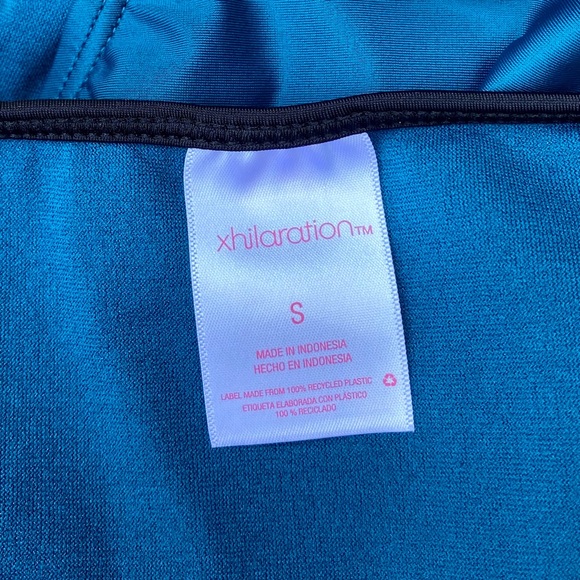 xhilaration™
S
MADE IN INDONESIA
HECHO EN INDONESIA
LABEL MADE FROM 100% RECYCLED PLASTIC
ETIQUETA ELABORADA CON PLÁSTICO
100 % RECICLADO